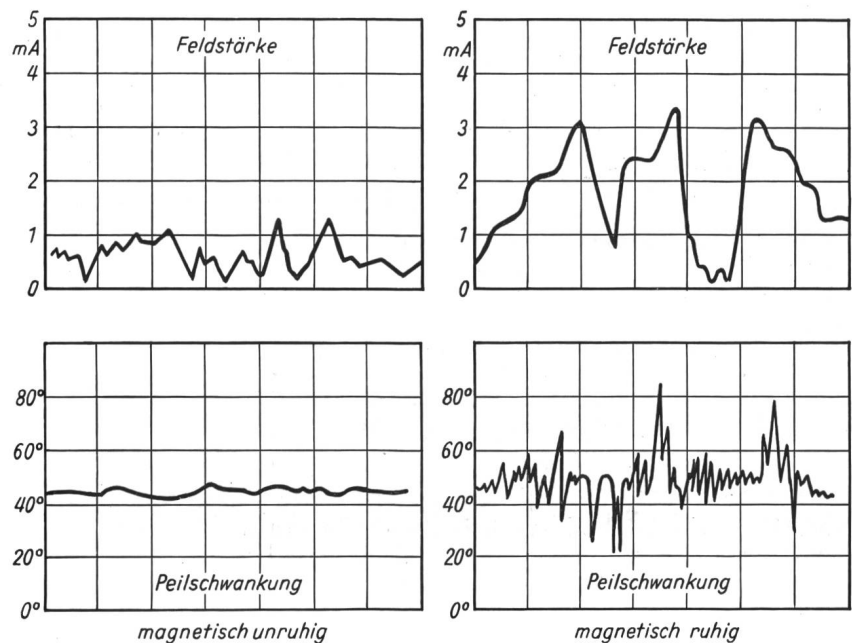 5
mA
4
3
2
1
0
Feldstärke
5
mA
4
3
2
1
0
Feldstärke
80°
60°
40°
20°
0°
Peilschwankung
magnetisch unruhig
80°
60°
40°
20°
0°
Peilschwankung
magnetisch ruhig